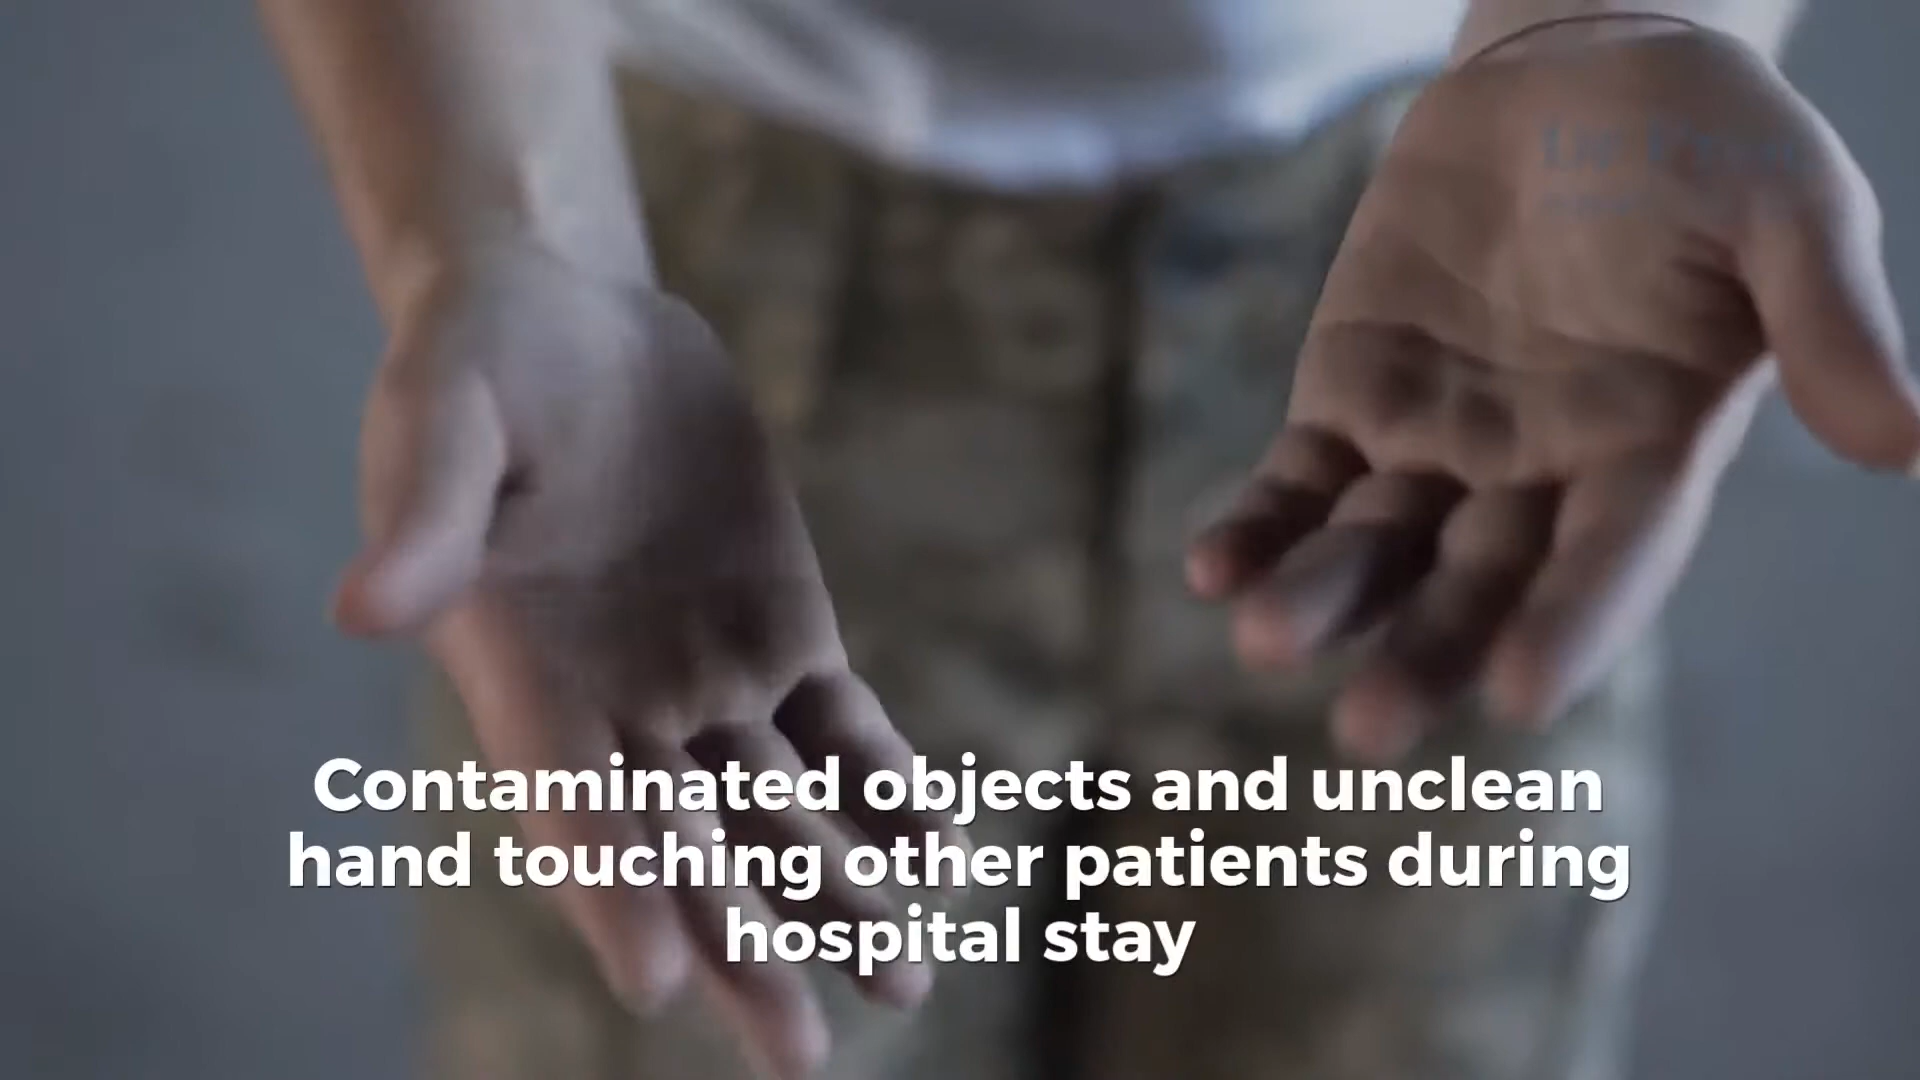 Contaminated objects and unclean
hand touching other patients during
hospital stay